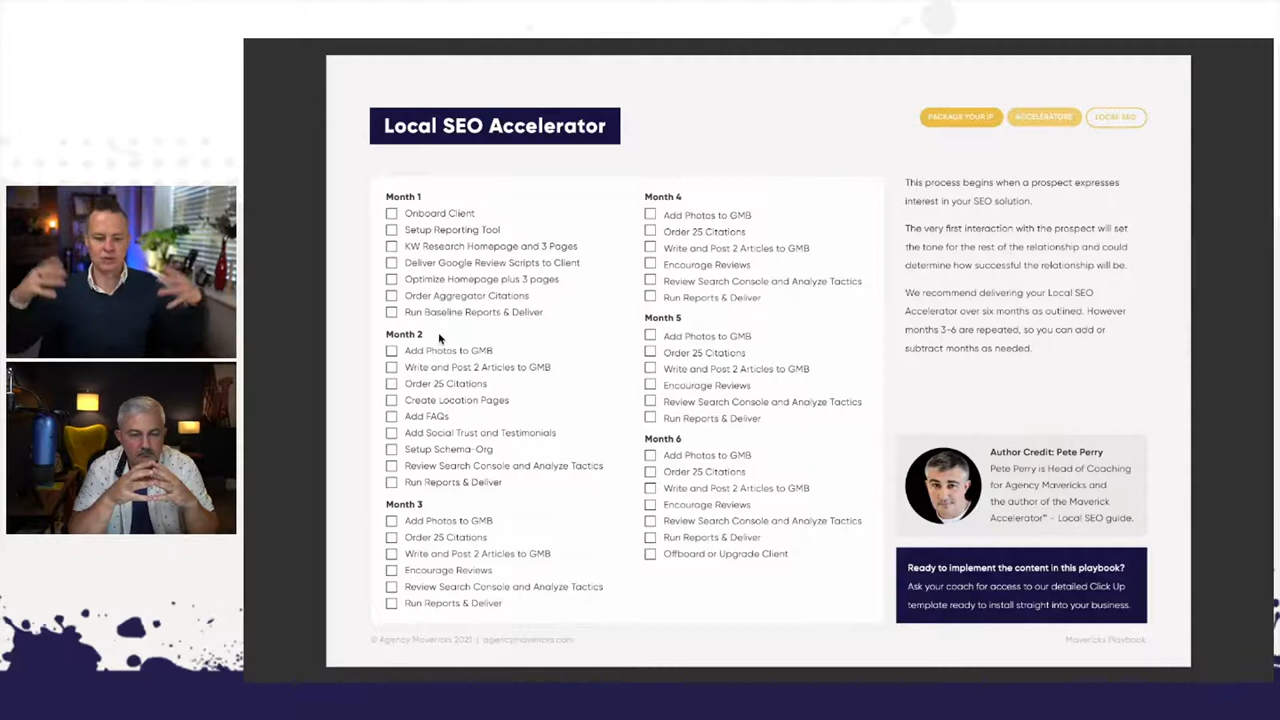 Local SEO Accelerator
PACKAGE YOUR IP
ACCELERATORS
LOCAL SEO
Month 1
Onboard Client
Setup Reporting Tool
KW Research Homepage and 3 Pages
Deliver Google Review Scripts to Client
Optimize Homepage plus 3 pages
Order Aggregator Citations
Run Baseline Reports & Deliver
Month 2
Add Photos to GMB
Write and Post 2 Articles to GMB
Order 25 Citations
Create Location Pages
Add FAQs
Add Social Trust and Testimonials
Setup Schema-Org
Review Search Console and Analyze Tactics
Run Reports & Deliver
Month 3
Add Photos to GMB
Order 25 Citations
Write and Post 2 Articles to GMB
Encourage Reviews
Review Search Console and Analyze Tactics
Run Reports & Deliver
Month 4
Add Photos to GMB
Order 25 Citations
Write and Post 2 Articles to GMB
Encourage Reviews
Review Search Console and Analyze Tactics
Run Reports & Deliver
Month 5
Add Photos to GMB
Order 25 Citations
Write and Post 2 Articles to GMB
Encourage Reviews
Review Search Console and Analyze Tactics
Run Reports & Deliver
Month 6
Add Photos to GMB
Order 25 Citations
Write and Post 2 Articles to GMB
Encourage Reviews
Review Search Console and Analyze Tactics
Run Reports & Deliver
Offboard or Upgrade Client
This process begins when a prospect expresses
interest in your SEO solution.
The very first interaction with the prospect will set
the tone for the rest of the relationship and could
determine how successful the relationship will be.
We recommend delivering your Local SEO
Accelerator over six months as outlined. However
months 3-6 are repeated, so you can add or
subtract months as needed.
Author Credit: Pete Perry
Pete Perry is Head of Coaching
for Agency Mavericks and
the author of the Maverick
Accelerator™ - Local SEO guide.
Ready to implement the content in this playbook?
Ask your coach for access to our detailed Click Up
template ready to install straight into your business.
© Agency Mavericks 2021 | agencymavericks.com
Mavericks Playbook